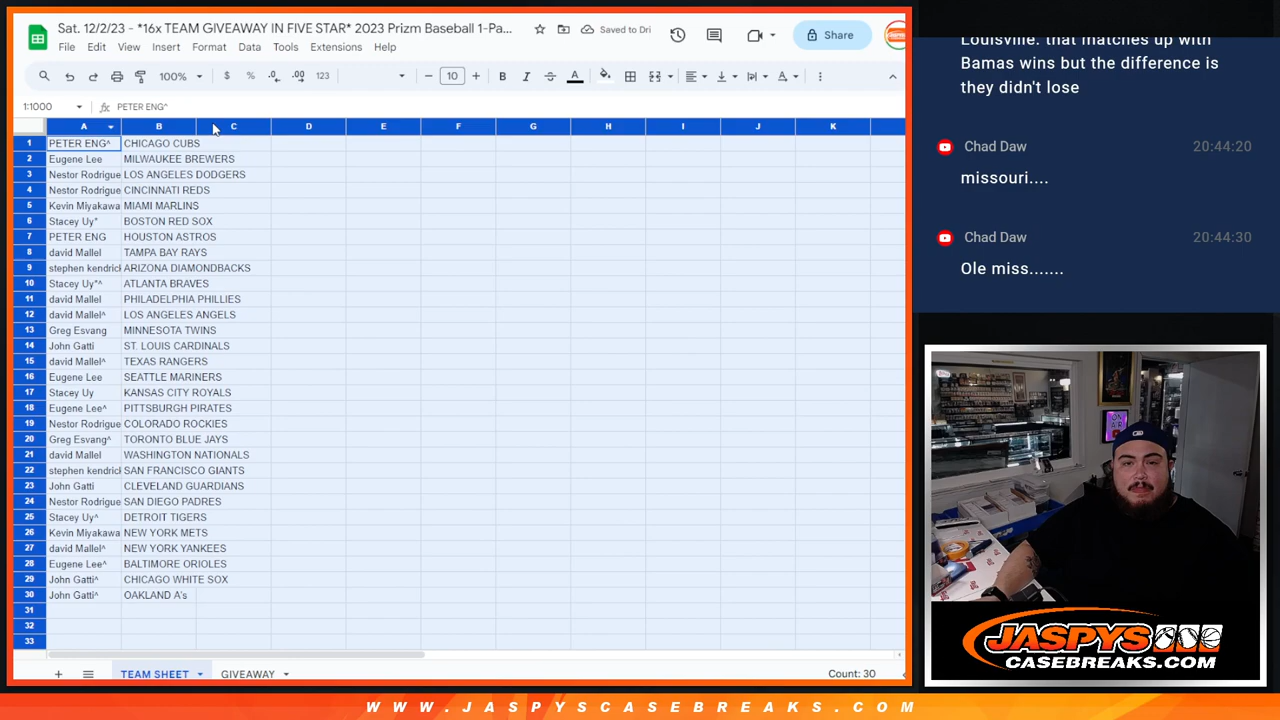 Sat. 12/2/23 - *16x TEAM GIVEAWAY IN FIVE STAR* 2023 Prizm Baseball 1-Pa...
Saved to Dri
Share
File Edit View Insert Format Data Tools Extensions Help
100% $ % .0 .00 123 10 B I A
1:1000 fx PETER ENG^
A B C D E F G H I J K
1 PETER ENG^ CHICAGO CUBS
2 Eugene Lee MILWAUKEE BREWERS
3 Nestor Rodrigue LOS ANGELES DODGERS
4 Nestor Rodrigue CINCINNATI REDS
5 Kevin Miyakawa MIAMI MARLINS
6 Stacey Uy* BOSTON RED SOX
7 PETER ENG HOUSTON ASTROS
8 david Mallel TAMPA BAY RAYS
9 stephen kendrick ARIZONA DIAMONDBACKS
10 Stacey Uy*^ ATLANTA BRAVES
11 david Mallel PHILADELPHIA PHILLIES
12 david Mallel^ LOS ANGELES ANGELS
13 Greg Esvang MINNESOTA TWINS
14 John Gatti ST. LOUIS CARDINALS
15 david Mallel^ TEXAS RANGERS
16 Eugene Lee SEATTLE MARINERS
17 Stacey Uy KANSAS CITY ROYALS
18 Eugene Lee^ PITTSBURGH PIRATES
19 Nestor Rodrigue COLORADO ROCKIES
20 Greg Esvang^ TORONTO BLUE JAYS
21 david Mallel WASHINGTON NATIONALS
22 stephen kendrick SAN FRANCISCO GIANTS
23 John Gatti CLEVELAND GUARDIANS
24 Nestor Rodrigue SAN DIEGO PADRES
25 Stacey Uy^ DETROIT TIGERS
26 Kevin Miyakawa NEW YORK METS
27 david Mallel^ NEW YORK YANKEES
28 Eugene Lee^ BALTIMORE ORIOLES
29 John Gatti^ CHICAGO WHITE SOX
30 John Gatti^ OAKLAND A's
31
32
33
TEAM SHEET GIVEAWAY Count: 30
Louisville. that matches up with
Bamas wins but the difference is
they didn't lose
Chad Daw 20:44:20
missouri....
Chad Daw 20:44:30
Ole miss.......
JASPYS
CASEBREAKS.COM
WWW.JASPYSCASEBREAKS.COM